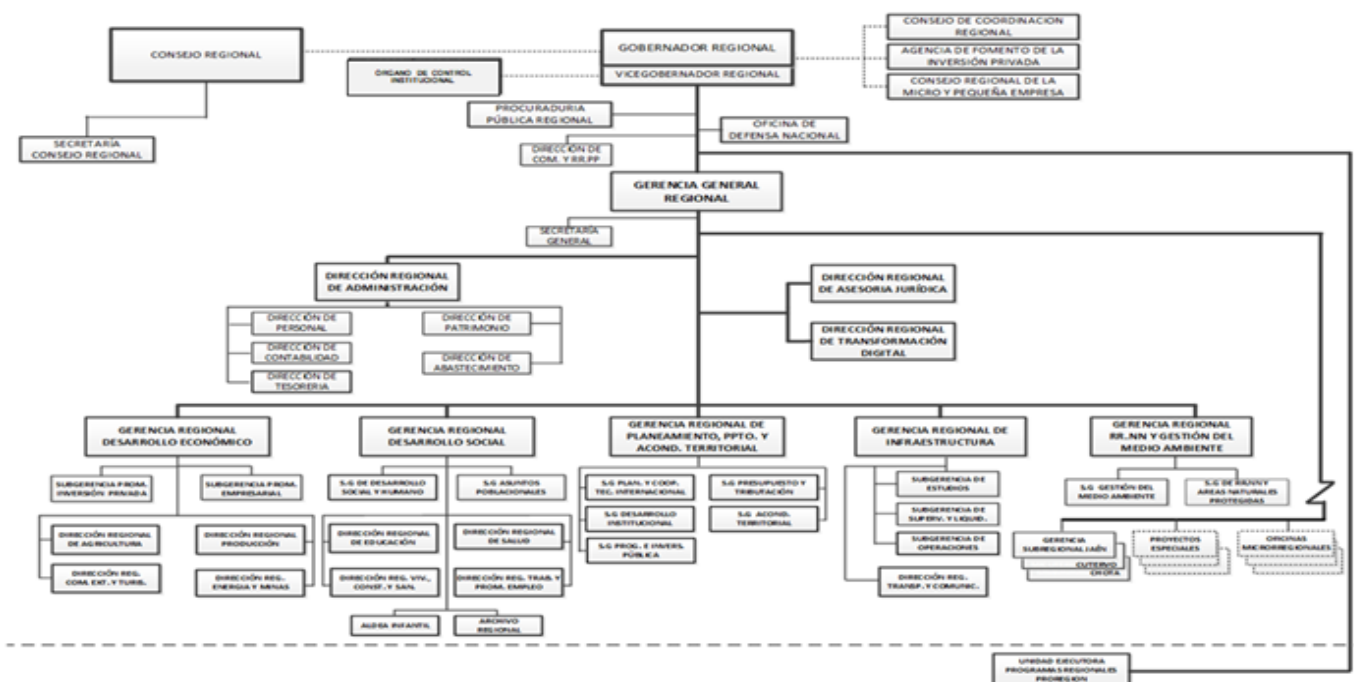 CONSEJO REGIONAL
GOBERNADOR REGIONAL
VICEGOBERNADOR REGIONAL
CONSEJO DE COORDINACION
REGIONAL
AGENCIA DE FOMENTO DE LA
INVERSIÓN PRIVADA
CONSEJO REGIONAL DE LA
MICRO Y PEQUEÑA EMPRESA
ÓRGANO DE CONTROL
INSTITUCIONAL
PROCURADURIA
PÚBLICA REGIONAL
OFICINA DE
DEFENSA NACIONAL
SECRETARÍA
CONSEJO REGIONAL
DIRECCIÓN DE
COM. Y RR.PP
GERENCIA GENERAL
REGIONAL
SECRETARÍA
GENERAL
DIRECCIÓN REGIONAL
DE ADMINISTRACIÓN
DIRECCIÓN DE
PERSONAL
DIRECCIÓN DE
CONTABILIDAD
DIRECCIÓN DE
TESORERIA
DIRECCIÓN DE
PATRIMONIO
DIRECCIÓN DE
ABASTECIMIENTO
DIRECCIÓN REGIONAL
DE ASESORIA JURÍDICA
DIRECCIÓN REGIONAL
DE TRANSFORMACIÓN
DIGITAL
GERENCIA REGIONAL
DESARROLLO ECONÓMICO
SUBGERENCIA PROM.
INVERSIÓN PRIVADA
SUBGERENCIA PROM.
EMPRESARIAL
DIRECCIÓN REGIONAL
DE AGRICULTURA
DIRECCIÓN REGIONAL
PRODUCCIÓN
DIRECCIÓN REG.
COM. EXT. Y TURB.
DIRECCIÓN REG.
ENERGIA Y MINAS
GERENCIA REGIONAL
DESARROLLO SOCIAL
S.G DE DESARROLLO
SOCIAL Y HUMANO
S.G ASUNTOS
POBLACIONALES
DIRECCIÓN REGIONAL
DE EDUCACIÓN
DIRECCIÓN REGIONAL
DE SALUD
DIRECCIÓN REG. VIV.,
CONST. Y SAN.
DIRECCIÓN REG. TRAB. Y
PROM. EMPLEO
ALDEA INFANTIL
ARCHIVO
REGIONAL
GERENCIA REGIONAL DE
PLANEAMIENTO, PPTO. Y
ACOND. TERRITORIAL
S.G PLAN. Y COOP.
TEC. INTERNACIONAL
S.G PRESUPUESTO Y
TRIBUTACIÓN
S.G DESARROLLO
INSTITUCIONAL
S.G ACOND.
TERRITORIAL
S.G PROG. E INVERS.
PÚBLICA
GERENCIA REGIONAL DE
INFRAESTRUCTURA
SUBGERENCIA DE
ESTUDIOS
SUBGERENCIA DE
SUPERV. Y LIQUID.
SUBGERENCIA DE
OPERACIONES
DIRECCIÓN REG.
TRANSP. Y COMUNIC.
GERENCIA REGIONAL
RR.NN Y GESTIÓN DEL
MEDIO AMBIENTE
S.G GESTIÓN DEL
MEDIO AMBIENTE
S.G DE RR.NN Y
AREAS NATURALES
PROTEGIDAS
GERENCIA
SUBREGIONAL JAÉN
CUTERVO
CHOTA
PROYECTOS
ESPECIALES
OFICINAS
MICRORREGIONALES
UNIDAD EJECUTORA
PROGRAMAS REGIONALES
PROREGION